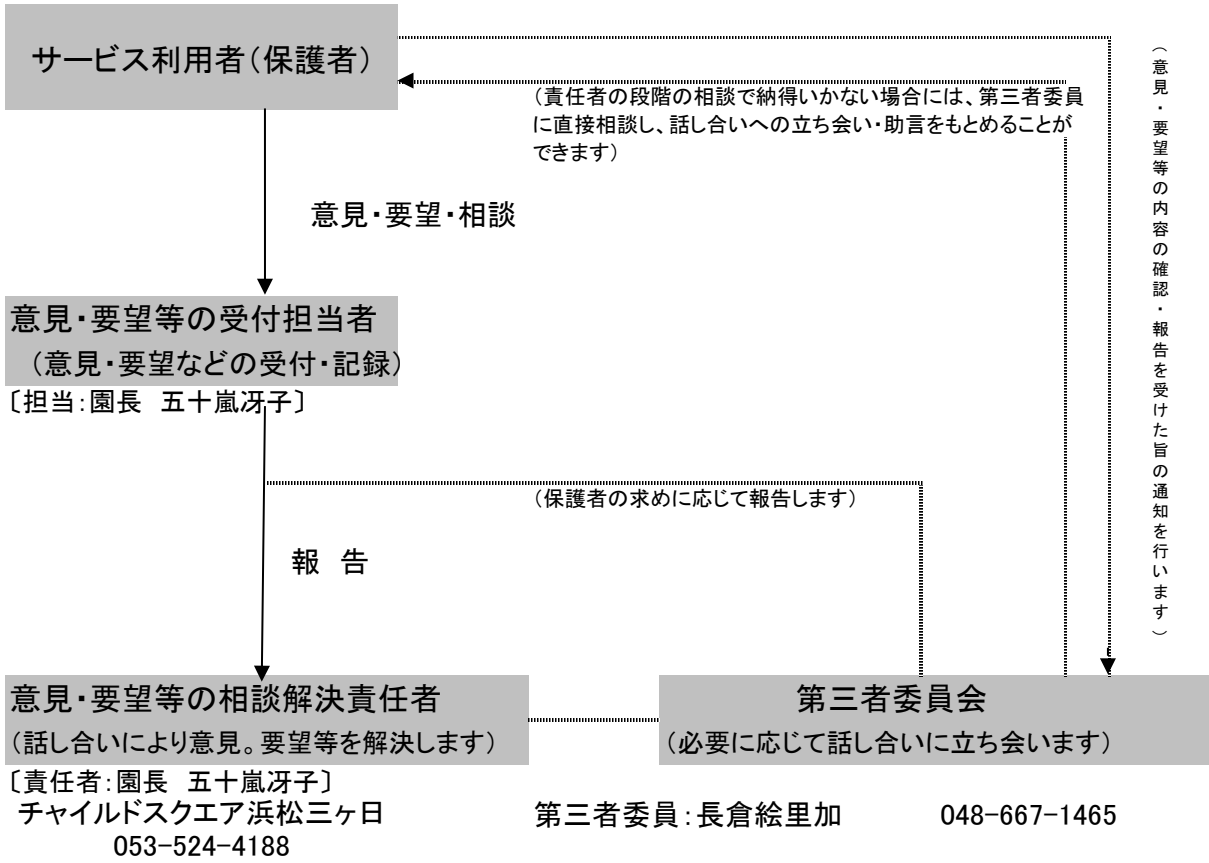 サービス利用者(保護者)
(責任者の段階の相談で納得いかない場合には、第三者委員
に直接相談し、話し合いへの立ち会い・助言をもとめることが
できます)
(意見・要望等の内容の確認・報告を受けた旨の通知を行います)
意見・要望・相談
意見・要望等の受付担当者
(意見・要望などの受付・記録)
〔担当:園長 五十嵐冴子〕
(保護者の求めに応じて報告します)
報 告
意見・要望等の相談解決責任者
(話し合いにより意見。要望等を解決します)
〔責任者:園長 五十嵐冴子〕
チャイルドスクエア浜松三ヶ日
053-524-4188
第三者委員会
(必要に応じて話し合いに立ち会います)
第三者委員:長倉絵里加 048-667-1465